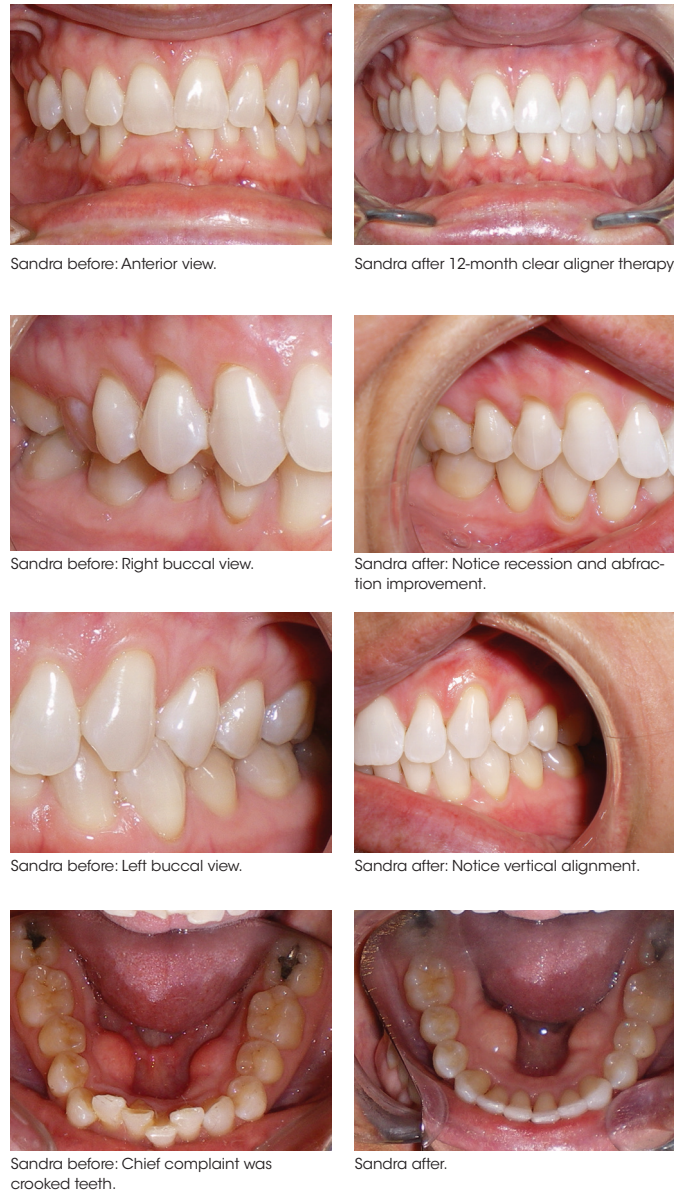 Sandra before: Anterior view.
Sandra after 12-month clear aligner therapy
Sandra before: Right buccal view.
Sandra after: Notice recession and abfrac-
tion improvement.
Sandra before: Left buccal view.
Sandra after: Notice vertical alignment.
Sandra before: Chief complaint was
crooked teeth.
Sandra after.